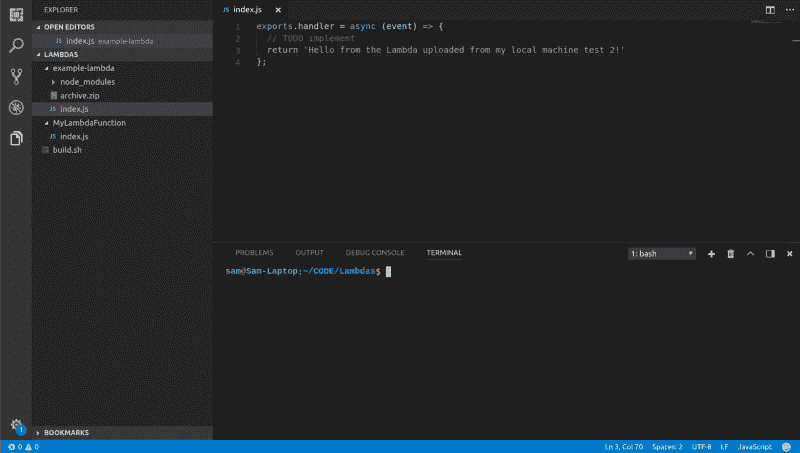 EXPLORER
OPEN EDITORS
JS index.js example-lambda
LAMBDAS
example-lambda
node_modules
archive.zip
JS index.js
MyLambdaFunction
JS index.js
build.sh
BOOKMARKS
JS index.js
1 exports.handler = async (event) => {
2 // TODO implement
3 return 'Hello from the Lambda uploaded from my local machine test 2!'
4 };
PROBLEMS OUTPUT DEBUG CONSOLE TERMINAL 1: bash
sam@Sam-Laptop:~/CODE/Lambdas$
1
0 0 Ln 3, Col 70 Spaces: 2 UTF-8 LF JavaScript